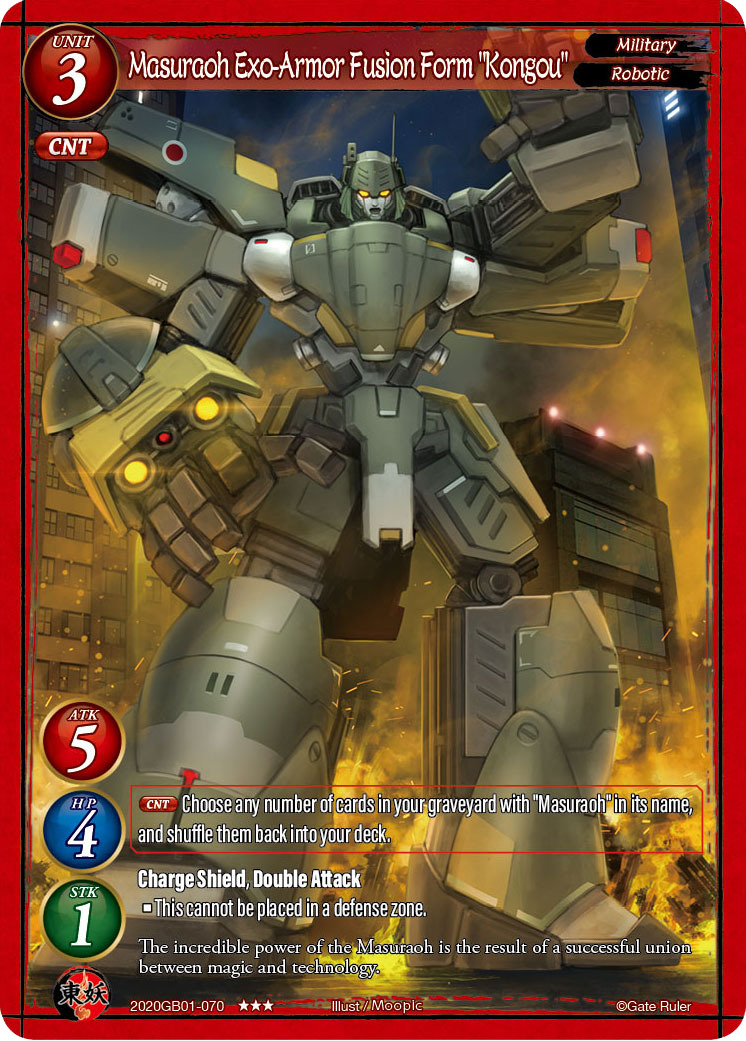 UNIT
3
CNT
Masuraoh Exo-Armor Fusion Form "Kongou"
Military
Robotic
ATK
5
HP
4
STK
1
CNT Choose any number of cards in your graveyard with "Masuraoh" in its name,
and shuffle them back into your deck.
Charge Shield, Double Attack
▪This cannot be placed in a defense zone.
The incredible power of the Masuraoh is the result of a successful union
between magic and technology.
東妖
2020GB01-070 ★★★ Illust/Moopic ©Gate Ruler